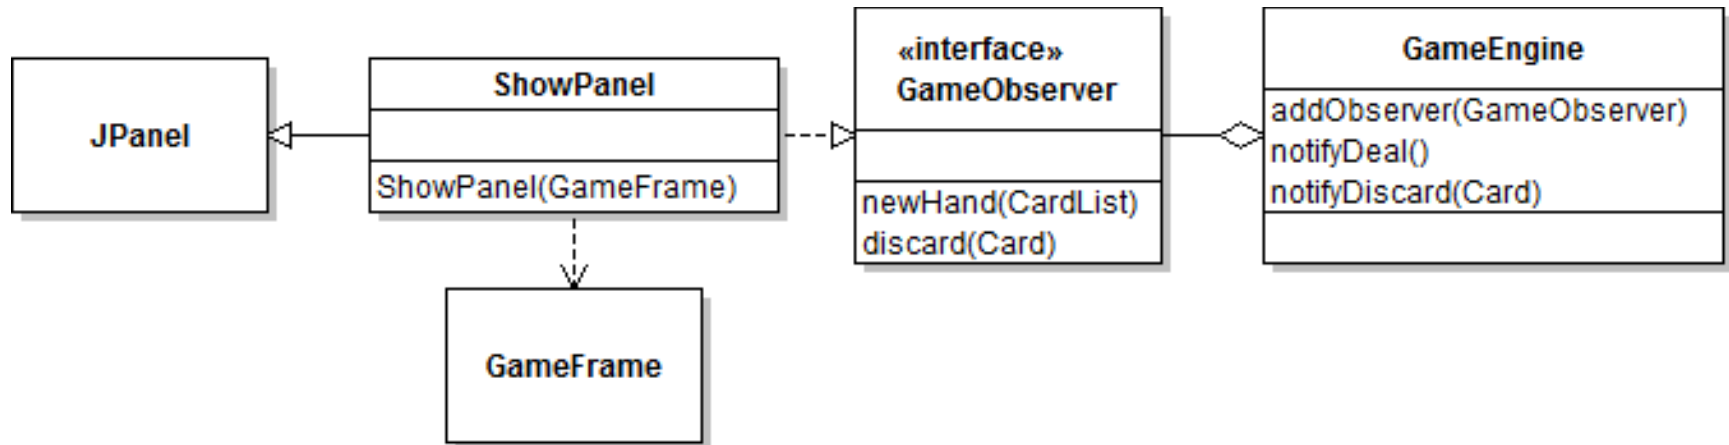 JPanel
ShowPanel
ShowPanel(GameFrame)
GameFrame
«interface»
GameObserver
newHand(CardList)
discard(Card)
GameEngine
addObserver(GameObserver)
notifyDeal()
notifyDiscard(Card)